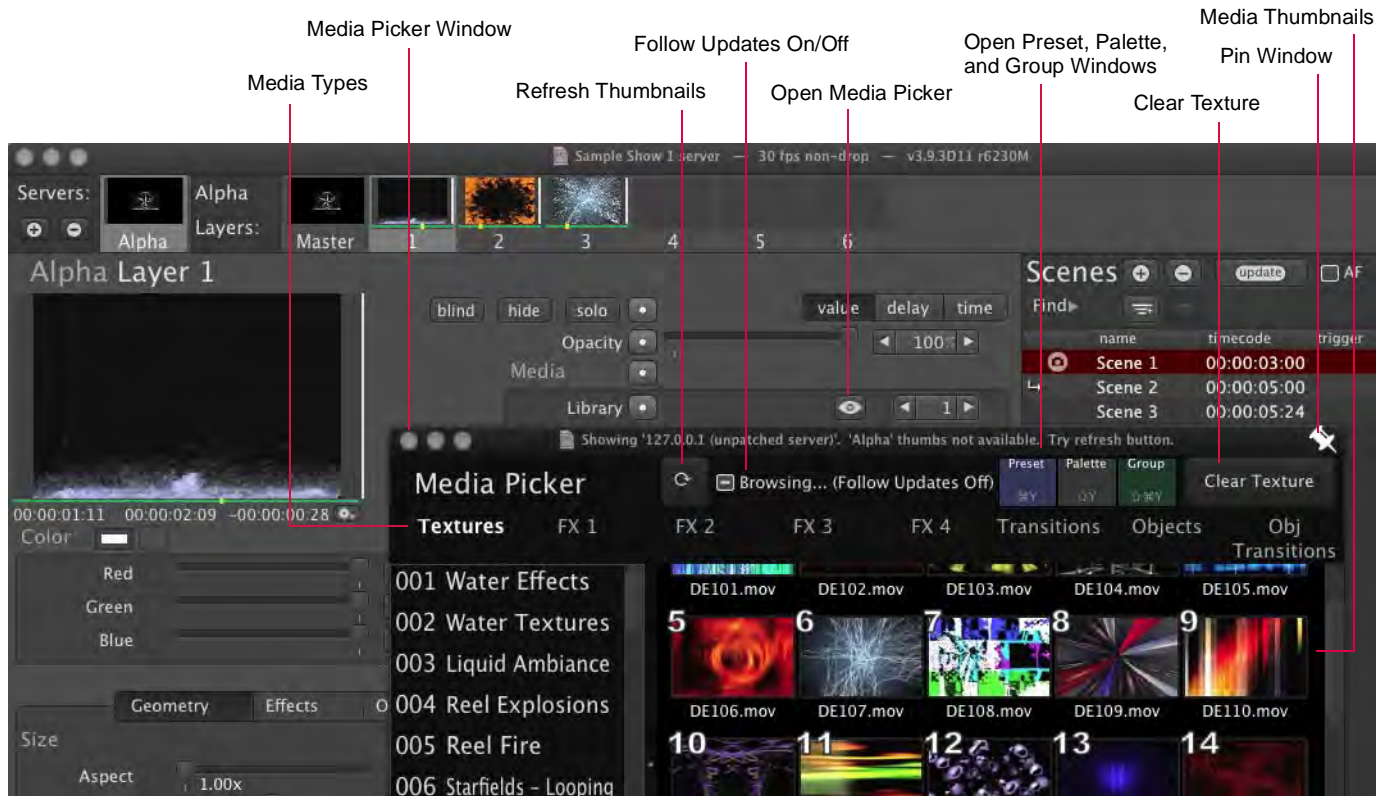 Media Thumbnails
Media Picker Window
Follow Updates On/Off
Open Preset, Palette,
and Group Windows
Pin Window
Media Types
Refresh Thumbnails
Open Media Picker
Clear Texture
Sample Show 1 server — 30 fps non-drop — v3.9.3D11 r6230M
Servers:
Alpha
Layers:
Alpha
Master
1
2
3
4
5
6
Alpha Layer 1
blind
hide
solo
value
delay
time
Opacity
100
Media
Library
1
Scenes
update
AF
Find
name
timecode
trigger
Scene 1
00:00:03:00
Scene 2
00:00:05:00
Scene 3
00:00:05:24
Showing '127.0.0.1 (unpatched server)'. 'Alpha' thumbs not available. Try refresh button.
Media Picker
Browsing... (Follow Updates Off)
Preset
⌘Y
Palette
⇧Y
Group
⇧⌘Y
Clear Texture
Textures
FX 1
FX 2
FX 3
FX 4
Transitions
Objects
Obj
Transitions
00:00:01:11
00:00:02:09
-00:00:00:28
Color
Red
Green
Blue
Geometry
Effects
O
Size
Aspect
1.00x
001 Water Effects
002 Water Textures
003 Liquid Ambiance
004 Reel Explosions
005 Reel Fire
006 Starfields – Looping
DE101.mov
DE102.mov
DE103.mov
DE104.mov
DE105.mov
5
6
7
8
9
DE106.mov
DE107.mov
DE108.mov
DE109.mov
DE110.mov
10
11
12
13
14